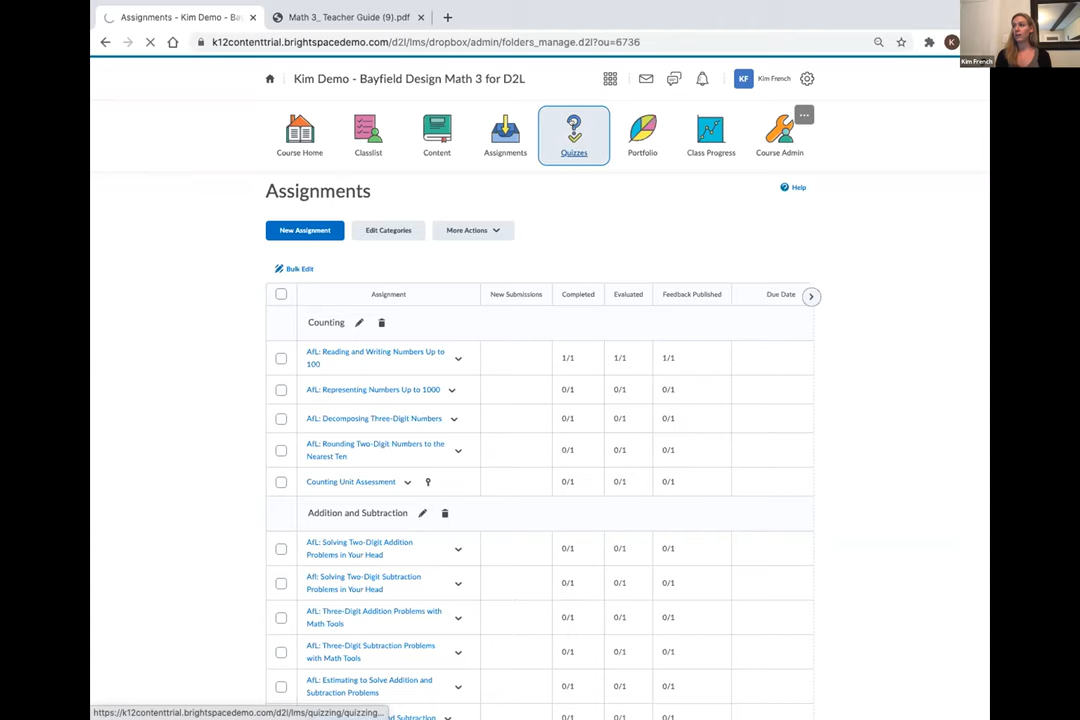 Assignments - Kim Demo - Bay
Math 3_ Teacher Guide (9).pdf
k12contenttrial.brightspacedemo.com/d2l/lms/dropbox/admin/folders_manage.d2l?ou=6736
K
Kim French
Kim Demo - Bayfield Design Math 3 for D2L
KF
Kim French
Course Home
Classlist
Content
Assignments
Quizzes
Portfolio
Class Progress
Course Admin
Assignments
Help
New Assignment
Edit Categories
More Actions
Bulk Edit
Assignment New Submissions Completed Evaluated Feedback Published Due Date
Counting
AfL: Reading and Writing Numbers Up to
100
1/1 1/1 1/1
AfL: Representing Numbers Up to 1000 0/1 0/1 0/1
AfL: Decomposing Three-Digit Numbers 0/1 0/1 0/1
AfL: Rounding Two-Digit Numbers to the
Nearest Ten
0/1 0/1 0/1
Counting Unit Assessment 0/1 0/1 0/1
Addition and Subtraction
AfL: Solving Two-Digit Addition
Problems in Your Head
0/1 0/1 0/1
Afl: Solving Two-Digit Subtraction
Problems in Your Head
0/1 0/1 0/1
AfL: Three-Digit Addition Problems with
Math Tools
0/1 0/1 0/1
AfL: Three-Digit Subtraction Problems
with Math Tools
0/1 0/1 0/1
AfL: Estimating to Solve Addition and
Subtraction Problems
0/1 0/1 0/1
https://k12contenttrial.brightspacedemo.com/d2l/lms/quizzing/quizzing...
nd Subtraction